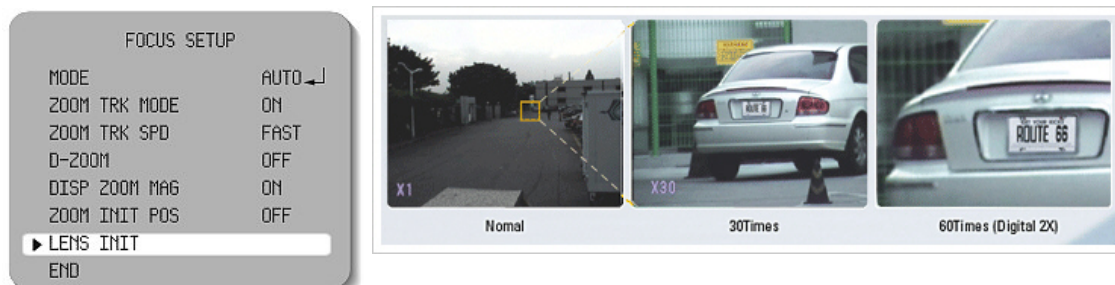 FOCUS SETUP
MODE AUTO↲
ZOOM TRK MODE ON
ZOOM TRK SPD FAST
D-ZOOM OFF
DISP ZOOM MAG ON
ZOOM INIT POS OFF
▶ LENS INIT
END
X1
X30
ROUTE 66
ROUTE 66
Nomal
30Times
60Times (Digital 2X)